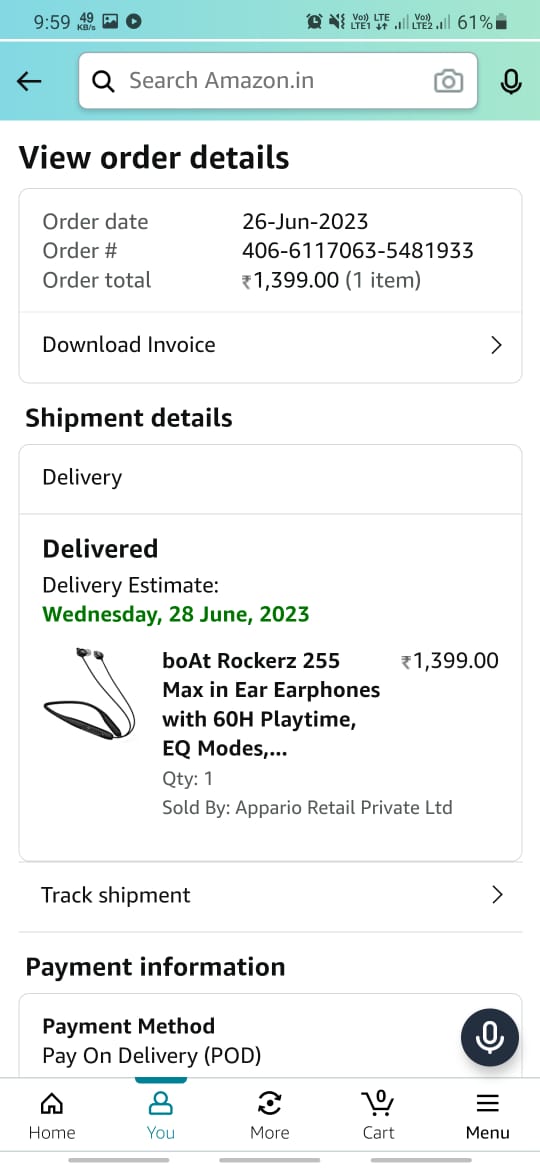 9:59 49 KB/s Vo)) LTE LTE1 Vo)) LTE2 61%
Search Amazon.in
View order details
Order date 26-Jun-2023
Order # 406-6117063-5481933
Order total ₹1,399.00 (1 item)
Download Invoice
Shipment details
Delivery
Delivered
Delivery Estimate:
Wednesday, 28 June, 2023
boAt Rockerz 255 ₹1,399.00
Max in Ear Earphones
with 60H Playtime,
EQ Modes,...
Qty: 1
Sold By: Appario Retail Private Ltd
Track shipment
Payment information
Payment Method
Pay On Delivery (POD)
0
Home You More Cart Menu